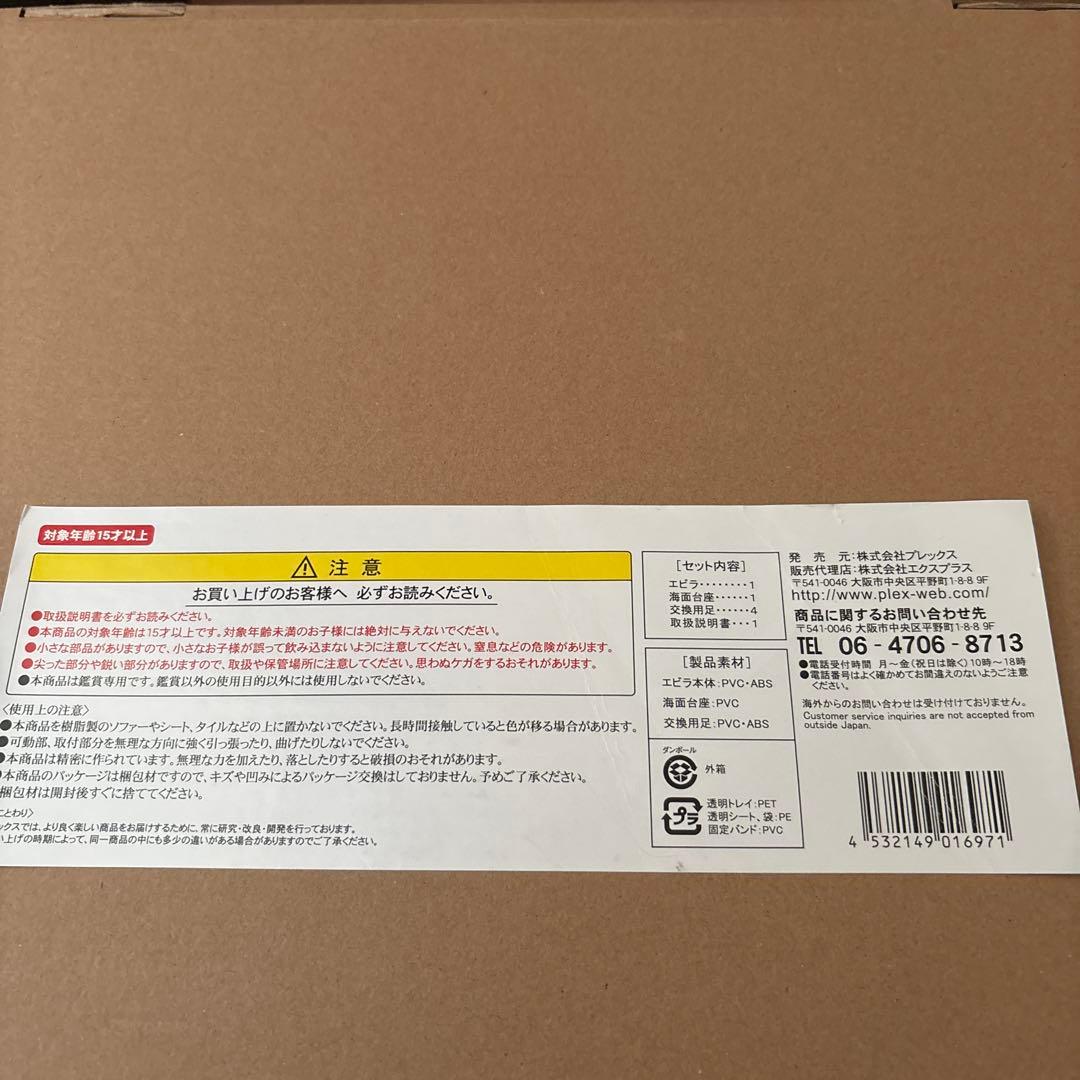 対象年齢15才以上
注意
お買い上げのお客様へ 必ずお読みください。
●取扱説明書を必ずお読みください。
●本商品の対象年齢は15才以上です。対象年齢未満のお子様には絶対に与えないでください。
●小さな部品がありますので、小さなお子様が誤って飲み込まないように注意してください。窒息などの危険があります。
●尖った部分や鋭い部分がありますので、取扱や保管場所に注意してください。思わぬケガをするおそれがあります。
●本商品は鑑賞専用です。鑑賞以外の使用目的以外には使用しないでください。
〈使用上の注意〉
●本商品を樹脂製のソファーやシート、タイルなどの上に置かないでください。長時間接触していると色が移る場合があります。
●可動部、取付部分を無理な方向に強く引っ張ったり、曲げたりしないでください。
●本商品は精密に作られています。無理な力を加えたり、落としたりすると破損のおそれがあります。
●本商品のパッケージは梱包材ですので、キズや凹みによるパッケージ交換はしておりません。予めご了承ください。
梱包材は開封後すぐに捨ててください。
ことわり〉
ックスでは、より良く楽しい商品をお届けするために、常に研究・改良・開発を行っております。
い上げの時期によって、同一商品の中にも多少の違いがある場合がありますのでご了承ください。
[セット内容]
エビラ・・・・・・・・1
海面台座・・・・・・1
交換用足・・・・・・4
取扱説明書・・・1
[製品素材]
エビラ本体:PVC・ABS
海面台座:PVC
交換用足:PVC・ABS
ダンボール
外箱
プラ
透明トレイ:PET
透明シート、袋:PE
固定バンド:PVC
発 売 元:株式会社プレックス
販売代理店:株式会社エクスプラス
〒541-0046 大阪市中央区平野町1-8-8 9F
http://www.plex-web.com/
商品に関するお問い合わせ先
〒541-0046 大阪市中央区平野町1-8-8 9F
TEL 06-4706-8713
●電話受付時間 月〜金(祝日は除く)10時〜18時
●電話番号はよく確かめてお間違えのないようご注意
ください。
海外からのお問い合わせは受け付けておりません。
Customer service inquiries are not accepted from
outside Japan.
4 532149 016971